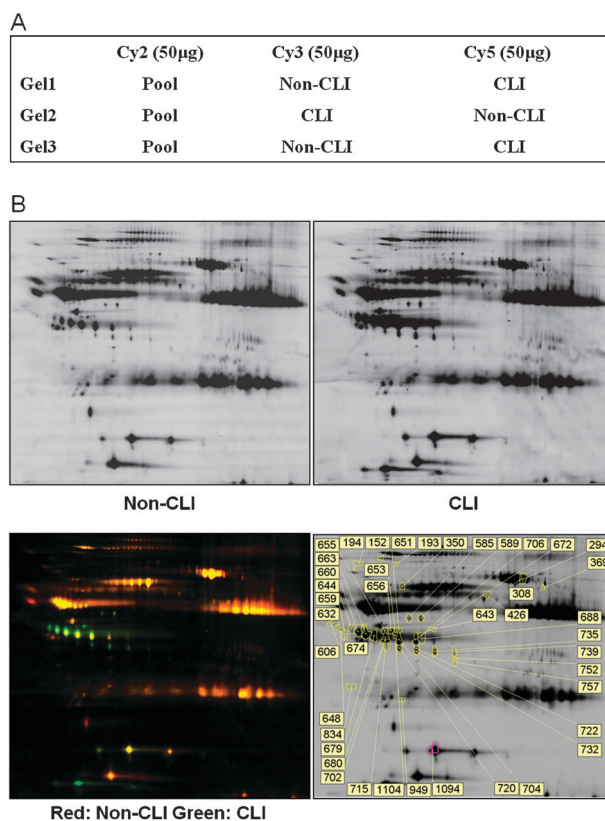 A
Cy2 (50µg) Cy3 (50µg) Cy5 (50µg)
Gel1 Pool Non-CLI CLI
Gel2 Pool CLI Non-CLI
Gel3 Pool Non-CLI CLI
B
Non-CLI CLI
655 194 152 651 193 350 585 589 706 672 294
663 653 369
660 656 308
644 643 426 688
659
632 735
606 674 739
752
757
648 722
834 732
679
680
702
715 1104 949 1094 720 704
Red: Non-CLI Green: CLI